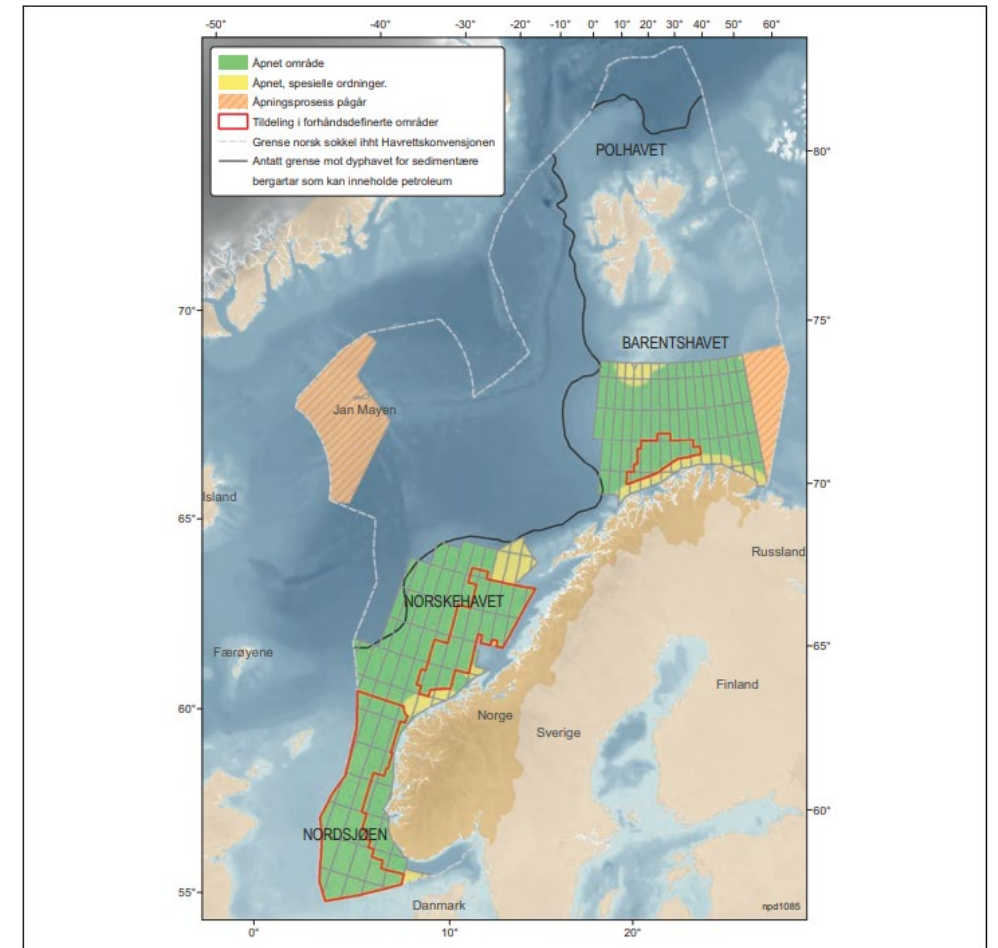 -50° -40° -30° -20° -10° 0° 10° 20° 30° 40° 50° 60°
Åpnet område
Åpnet, spesielle ordninger.
Åpningsprosess pågår
Tildeling i forhåndsdefinerte områder
Grense norsk sokkel ihht Havrettskonvensjonen
Antatt grense mot dyphavet for sedimentære
bergartar som kan inneholde petroleum
POLHAVET
80°
70°
75°
BARENTSHAVET
Jan Mayen
70°
Island
65°
Russland
NORSKEHAVET
65°
Færøyene
Finland
60°
Norge
Sverige
60°
NORDSJØEN
55°
Danmark
npd1085
0° 10° 20°